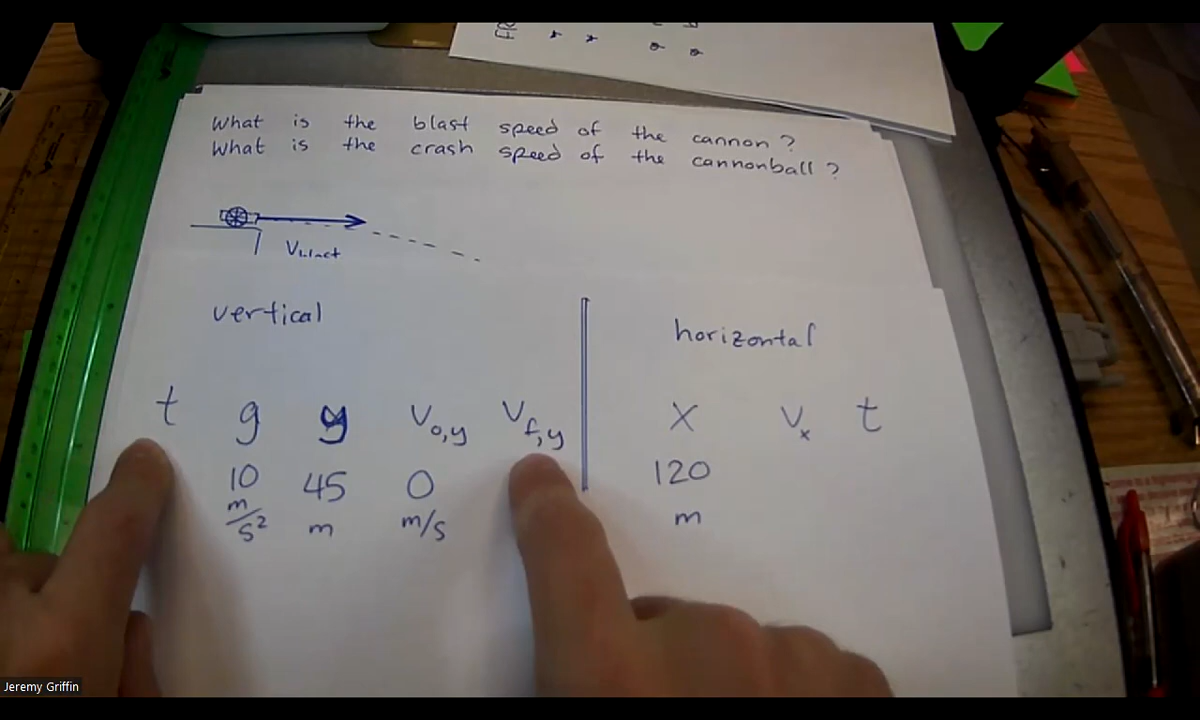 What is the blast speed of the cannon?
What is the crash speed of the cannonball?
Vblast
vertical
horizontal
t g y Vo,y Vf,y
x Vx t
10 m/s² 45 m 0 m/s
120 m
Jeremy Griffin